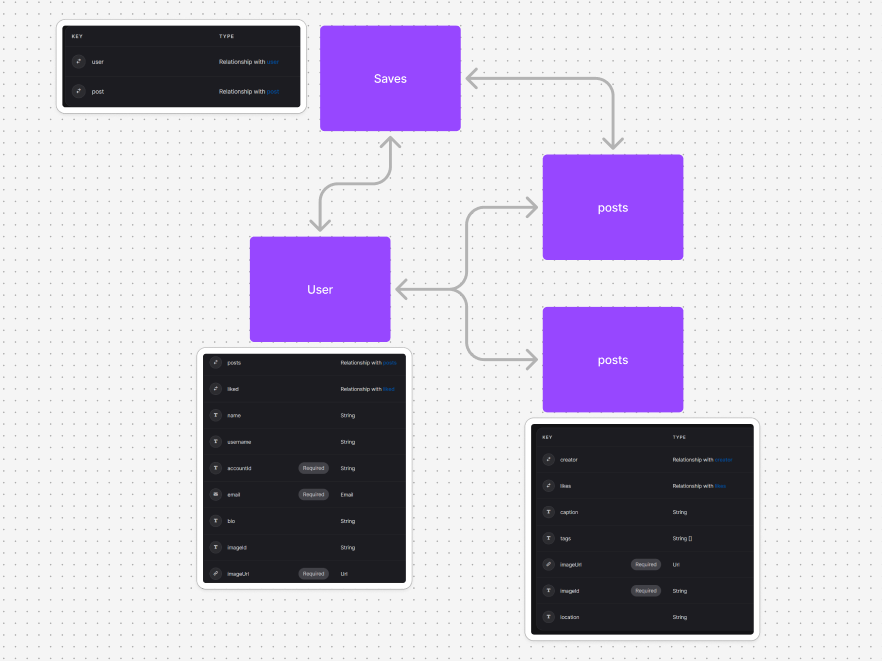 KEY TYPE
user Relationship with user
post Relationship with post
Saves
posts
User
posts
posts Relationship with posts
liked Relationship with liked
name String
username String
accountId Required String
email Required Email
bio String
imageId String
imageUrl Required Url
KEY TYPE
creator Relationship with creator
likes Relationship with likes
caption String
tags String []
imageUrl Required Url
imageId Required String
location String